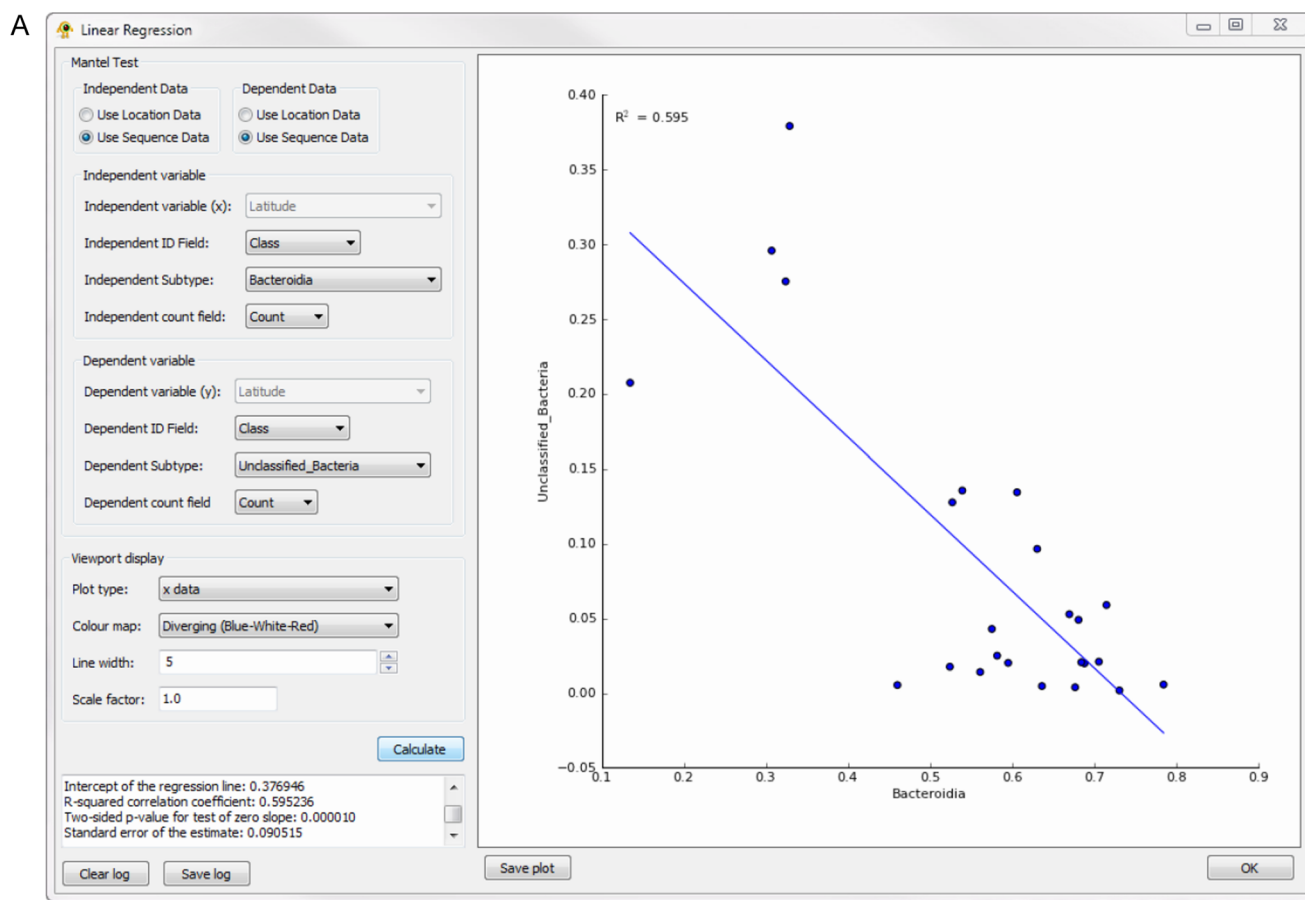 A
Linear Regression
Mantel Test
Independent Data
Dependent Data
Use Location Data
Use Location Data
Use Sequence Data
Use Sequence Data
Independent variable
Independent variable (x): Latitude
Independent ID Field: Class
Independent Subtype: Bacteroidia
Independent count field: Count
Dependent variable
Dependent variable (y): Latitude
Dependent ID Field: Class
Dependent Subtype: Unclassified_Bacteria
Dependent count field Count
Viewport display
Plot type: x data
Colour map: Diverging (Blue-White-Red)
Line width: 5
Scale factor: 1.0
Calculate
Intercept of the regression line: 0.376946
R-squared correlation coefficient: 0.595236
Two-sided p-value for test of zero slope: 0.000010
Standard error of the estimate: 0.090515
Clear log
Save log
R² = 0.595
0.40
0.35
0.30
0.25
0.20
0.15
0.10
0.05
0.00
−0.05
Unclassified_Bacteria
0.1 0.2 0.3 0.4 0.5 0.6 0.7 0.8 0.9
Bacteroidia
Save plot
OK